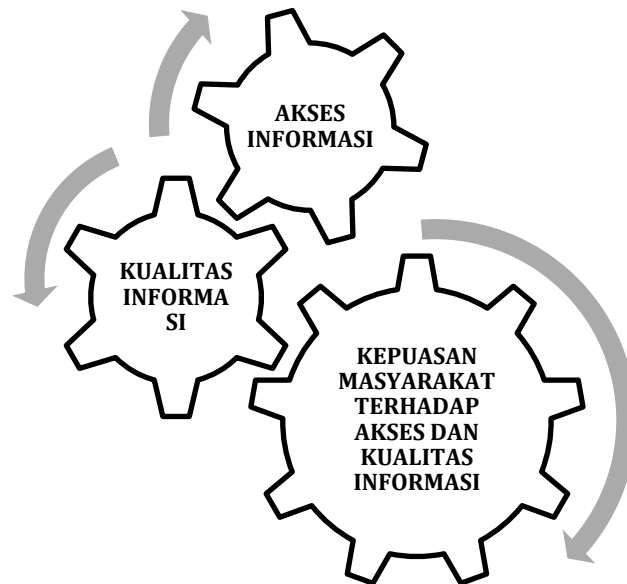 AKSES
INFORMASI
KUALITAS
INFORMA
SI
KEPUASAN
MASYARAKAT
TERHADAP
AKSES DAN
KUALITAS
INFORMASI